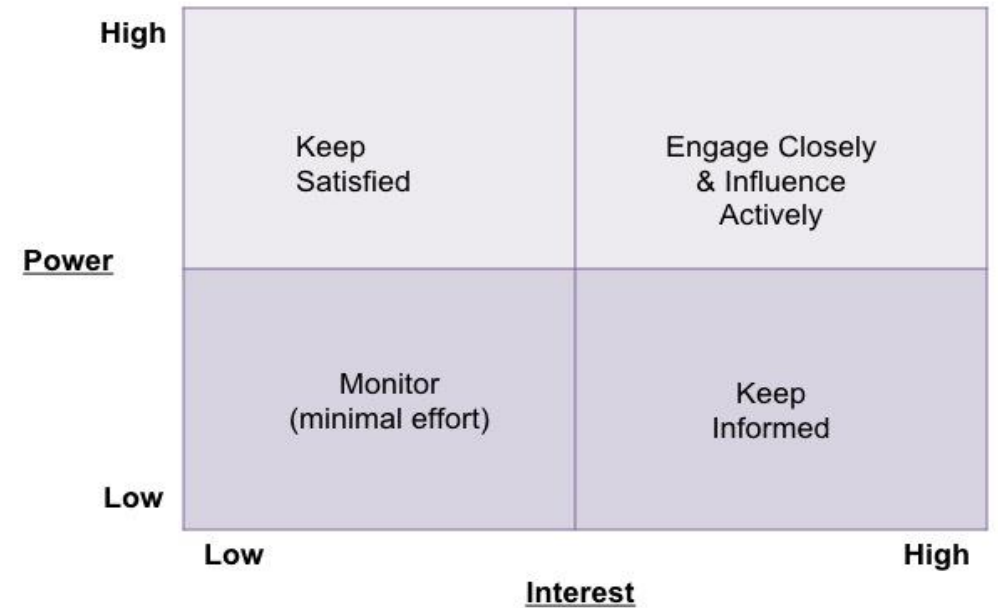 High
Keep
Satisfied
Engage Closely
& Influence
Actively
Power
Monitor
(minimal effort)
Keep
Informed
Low
Low
High
Interest